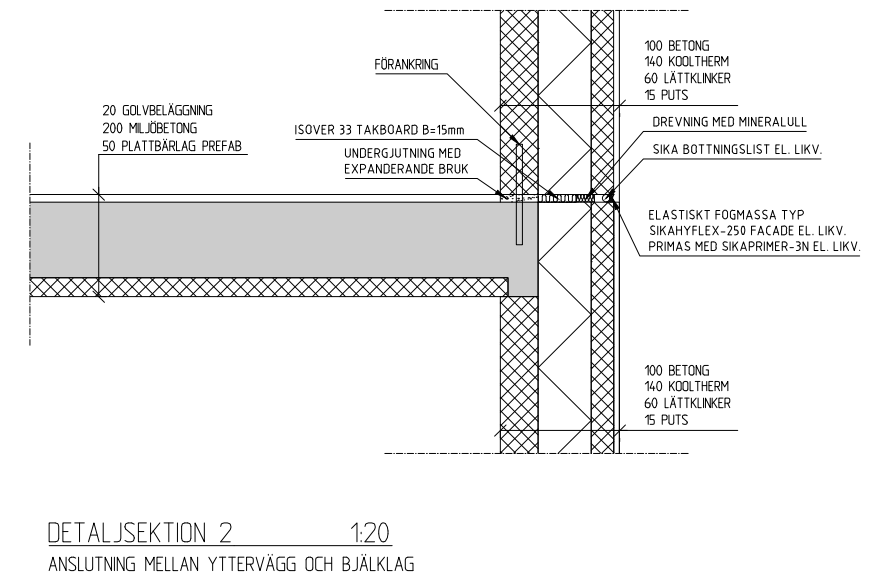 100 BETONG
140 KOOLTHERM
60 LÄTTKLINKER
15 PUTS
FÖRANKRING
20 GOLVBELÄGGNING
200 MILJÖBETONG
50 PLATTBÄRLAG PREFAB
ISOVER 33 TAKBOARD B=15mm
UNDERGJUTNING MED
EXPANDERANDE BRUK
DREVNING MED MINERALULL
SIKA BOTTNINGSLIST EL. LIKV.
ELASTISKT FOGMASSA TYP
SIKAHYFLEX-250 FACADE EL. LIKV.
PRIMAS MED SIKAPRIMER-3N EL. LIKV.
100 BETONG
140 KOOLTHERM
60 LÄTTKLINKER
15 PUTS
DETALJSEKTION 2 1:20
ANSLUTNING MELLAN YTTERVÄGG OCH BJÄLKLAG